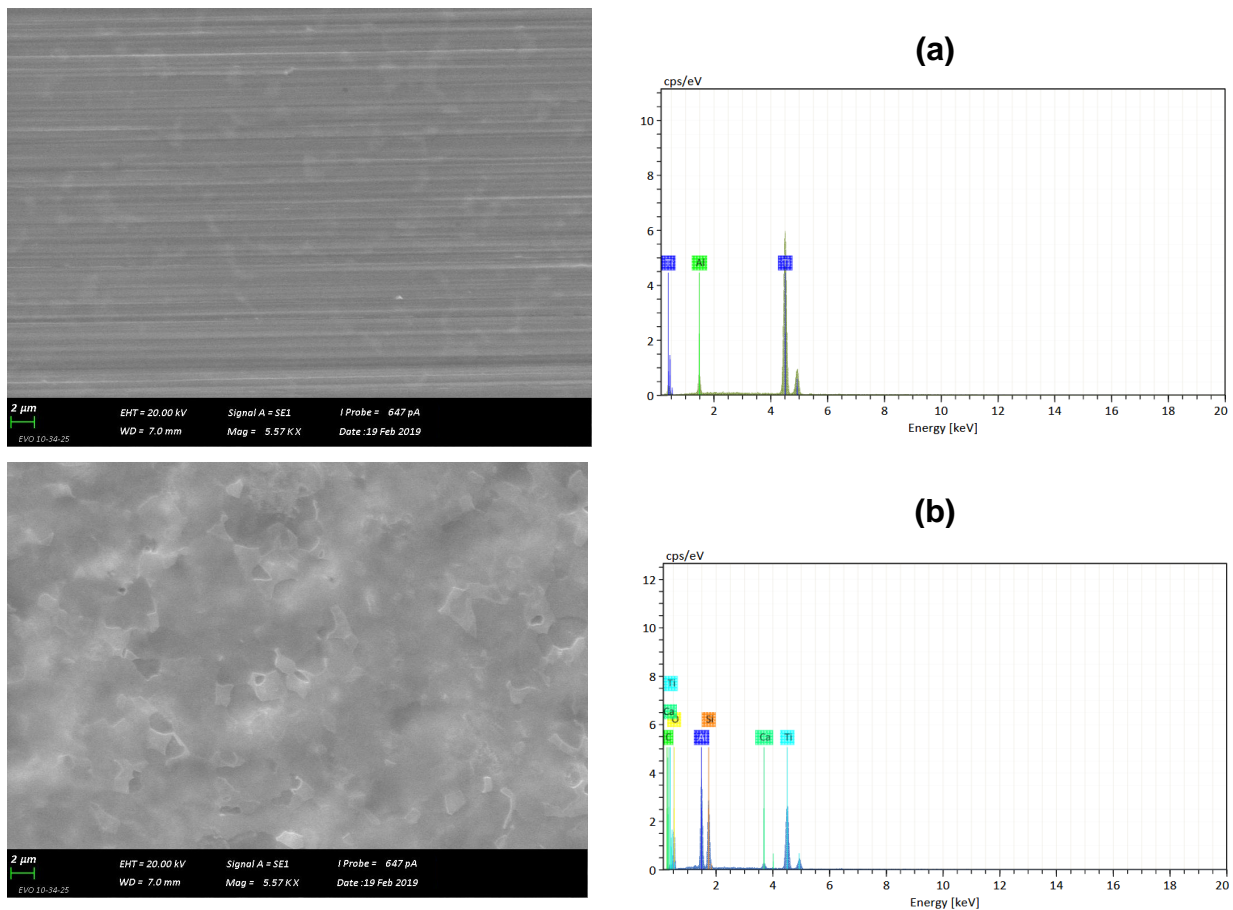 (a)
cps/eV
10
8
6
4
2
0
Al
2 4 6 8 10 12 14 16 18 20
Energy [keV]
2 µm
EHT = 20.00 kV Signal A = SE1 I Probe = 647 pA
WD = 7.0 mm Mag = 5.57 K X Date :19 Feb 2019
EVO 10-34-25
(b)
cps/eV
12
10
8
6
4
2
0
Ti
Ca
O Si
C Al Ca Ti
2 4 6 8 10 12 14 16 18 20
Energy [keV]
2 µm
EHT = 20.00 kV Signal A = SE1 I Probe = 647 pA
WD = 7.0 mm Mag = 5.57 K X Date :19 Feb 2019
EVO 10-34-25